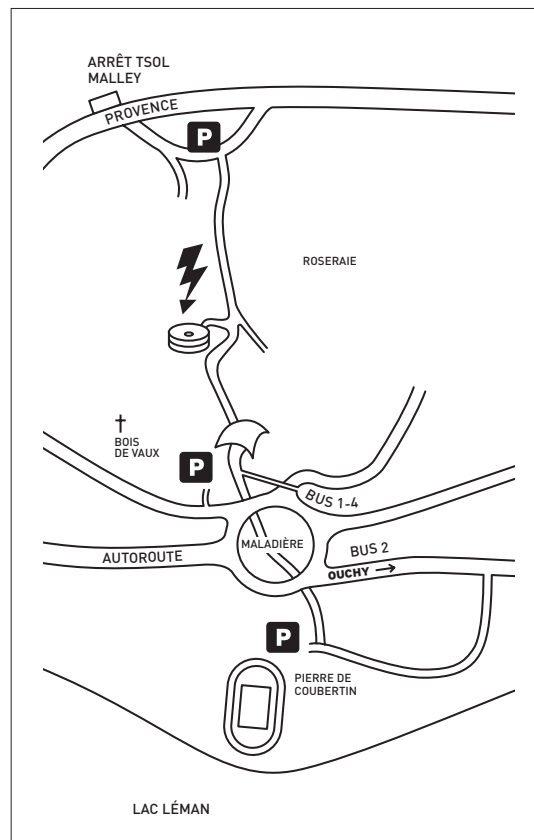 ARRÊT TSOL
MALLEY
PROVENCE
P
ROSERAIE
BOIS
DE VAUX
P
BUS 1-4
MALADIÈRE
BUS 2
AUTOROUTE
OUCHY →
P
PIERRE DE
COUBERTIN
LAC LÉMAN